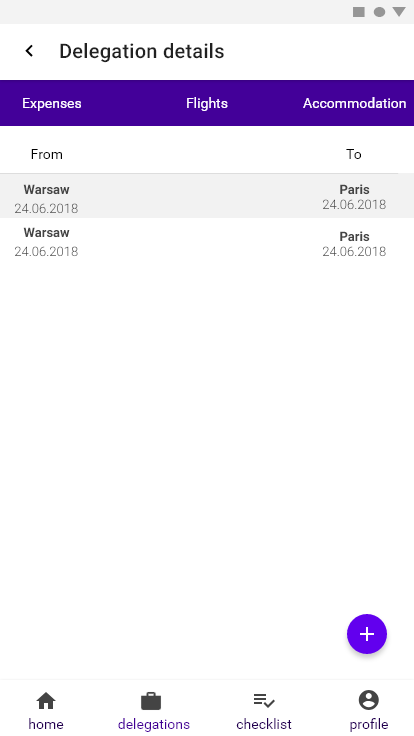 Delegation details
Expenses Flights Accommodation
From To
Warsaw Paris
24.06.2018 24.06.2018
Warsaw Paris
24.06.2018 24.06.2018
home delegations checklist profile